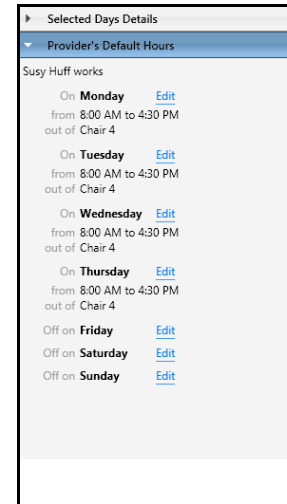 Selected Days Details
Provider's Default Hours
Susy Huff works
On Monday Edit
from 8:00 AM to 4:30 PM
out of Chair 4
On Tuesday Edit
from 8:00 AM to 4:30 PM
out of Chair 4
On Wednesday Edit
from 8:00 AM to 4:30 PM
out of Chair 4
On Thursday Edit
from 8:00 AM to 4:30 PM
out of Chair 4
Off on Friday Edit
Off on Saturday Edit
Off on Sunday Edit